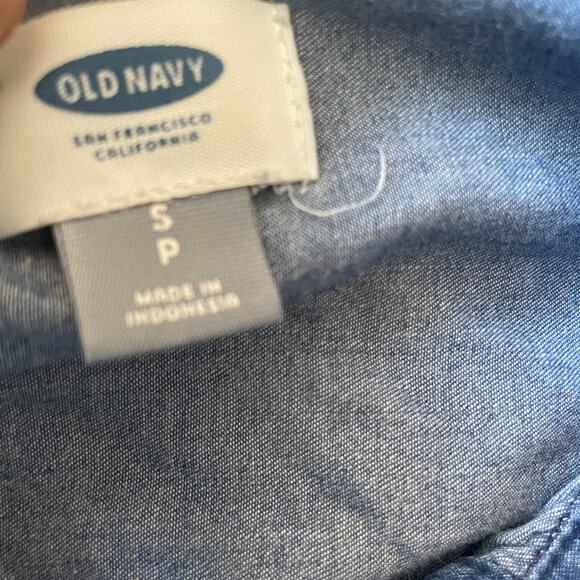 OLD NAVY
SAN FRANCISCO
CALIFORNIA
S
P
MADE IN
INDONESIA